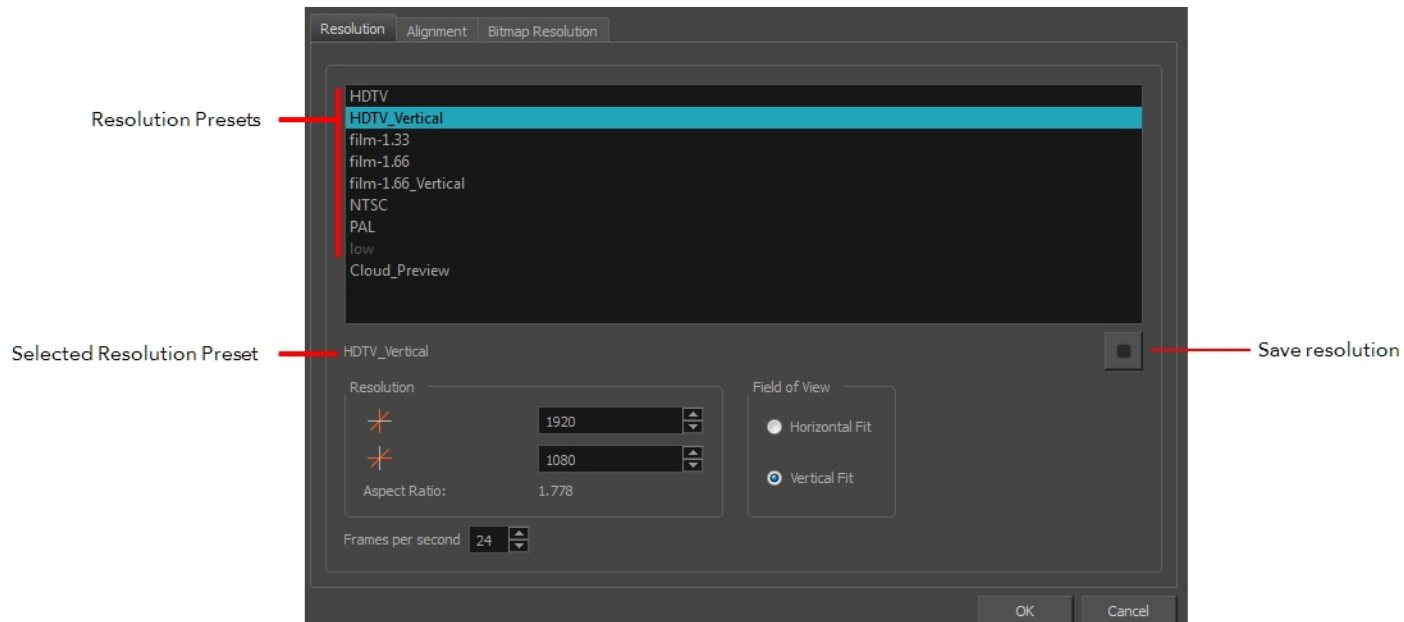 Resolution Alignment Bitmap Resolution
HDTV
Resolution Presets HDTV_Vertical
film-1.33
film-1.66
film-1.66_Vertical
NTSC
PAL
low
Cloud_Preview
Selected Resolution Preset HDTV_Vertical Save resolution
Resolution Field of View
1920 Horizontal Fit
1080
Aspect Ratio: 1.778 Vertical Fit
Frames per second 24
OK Cancel